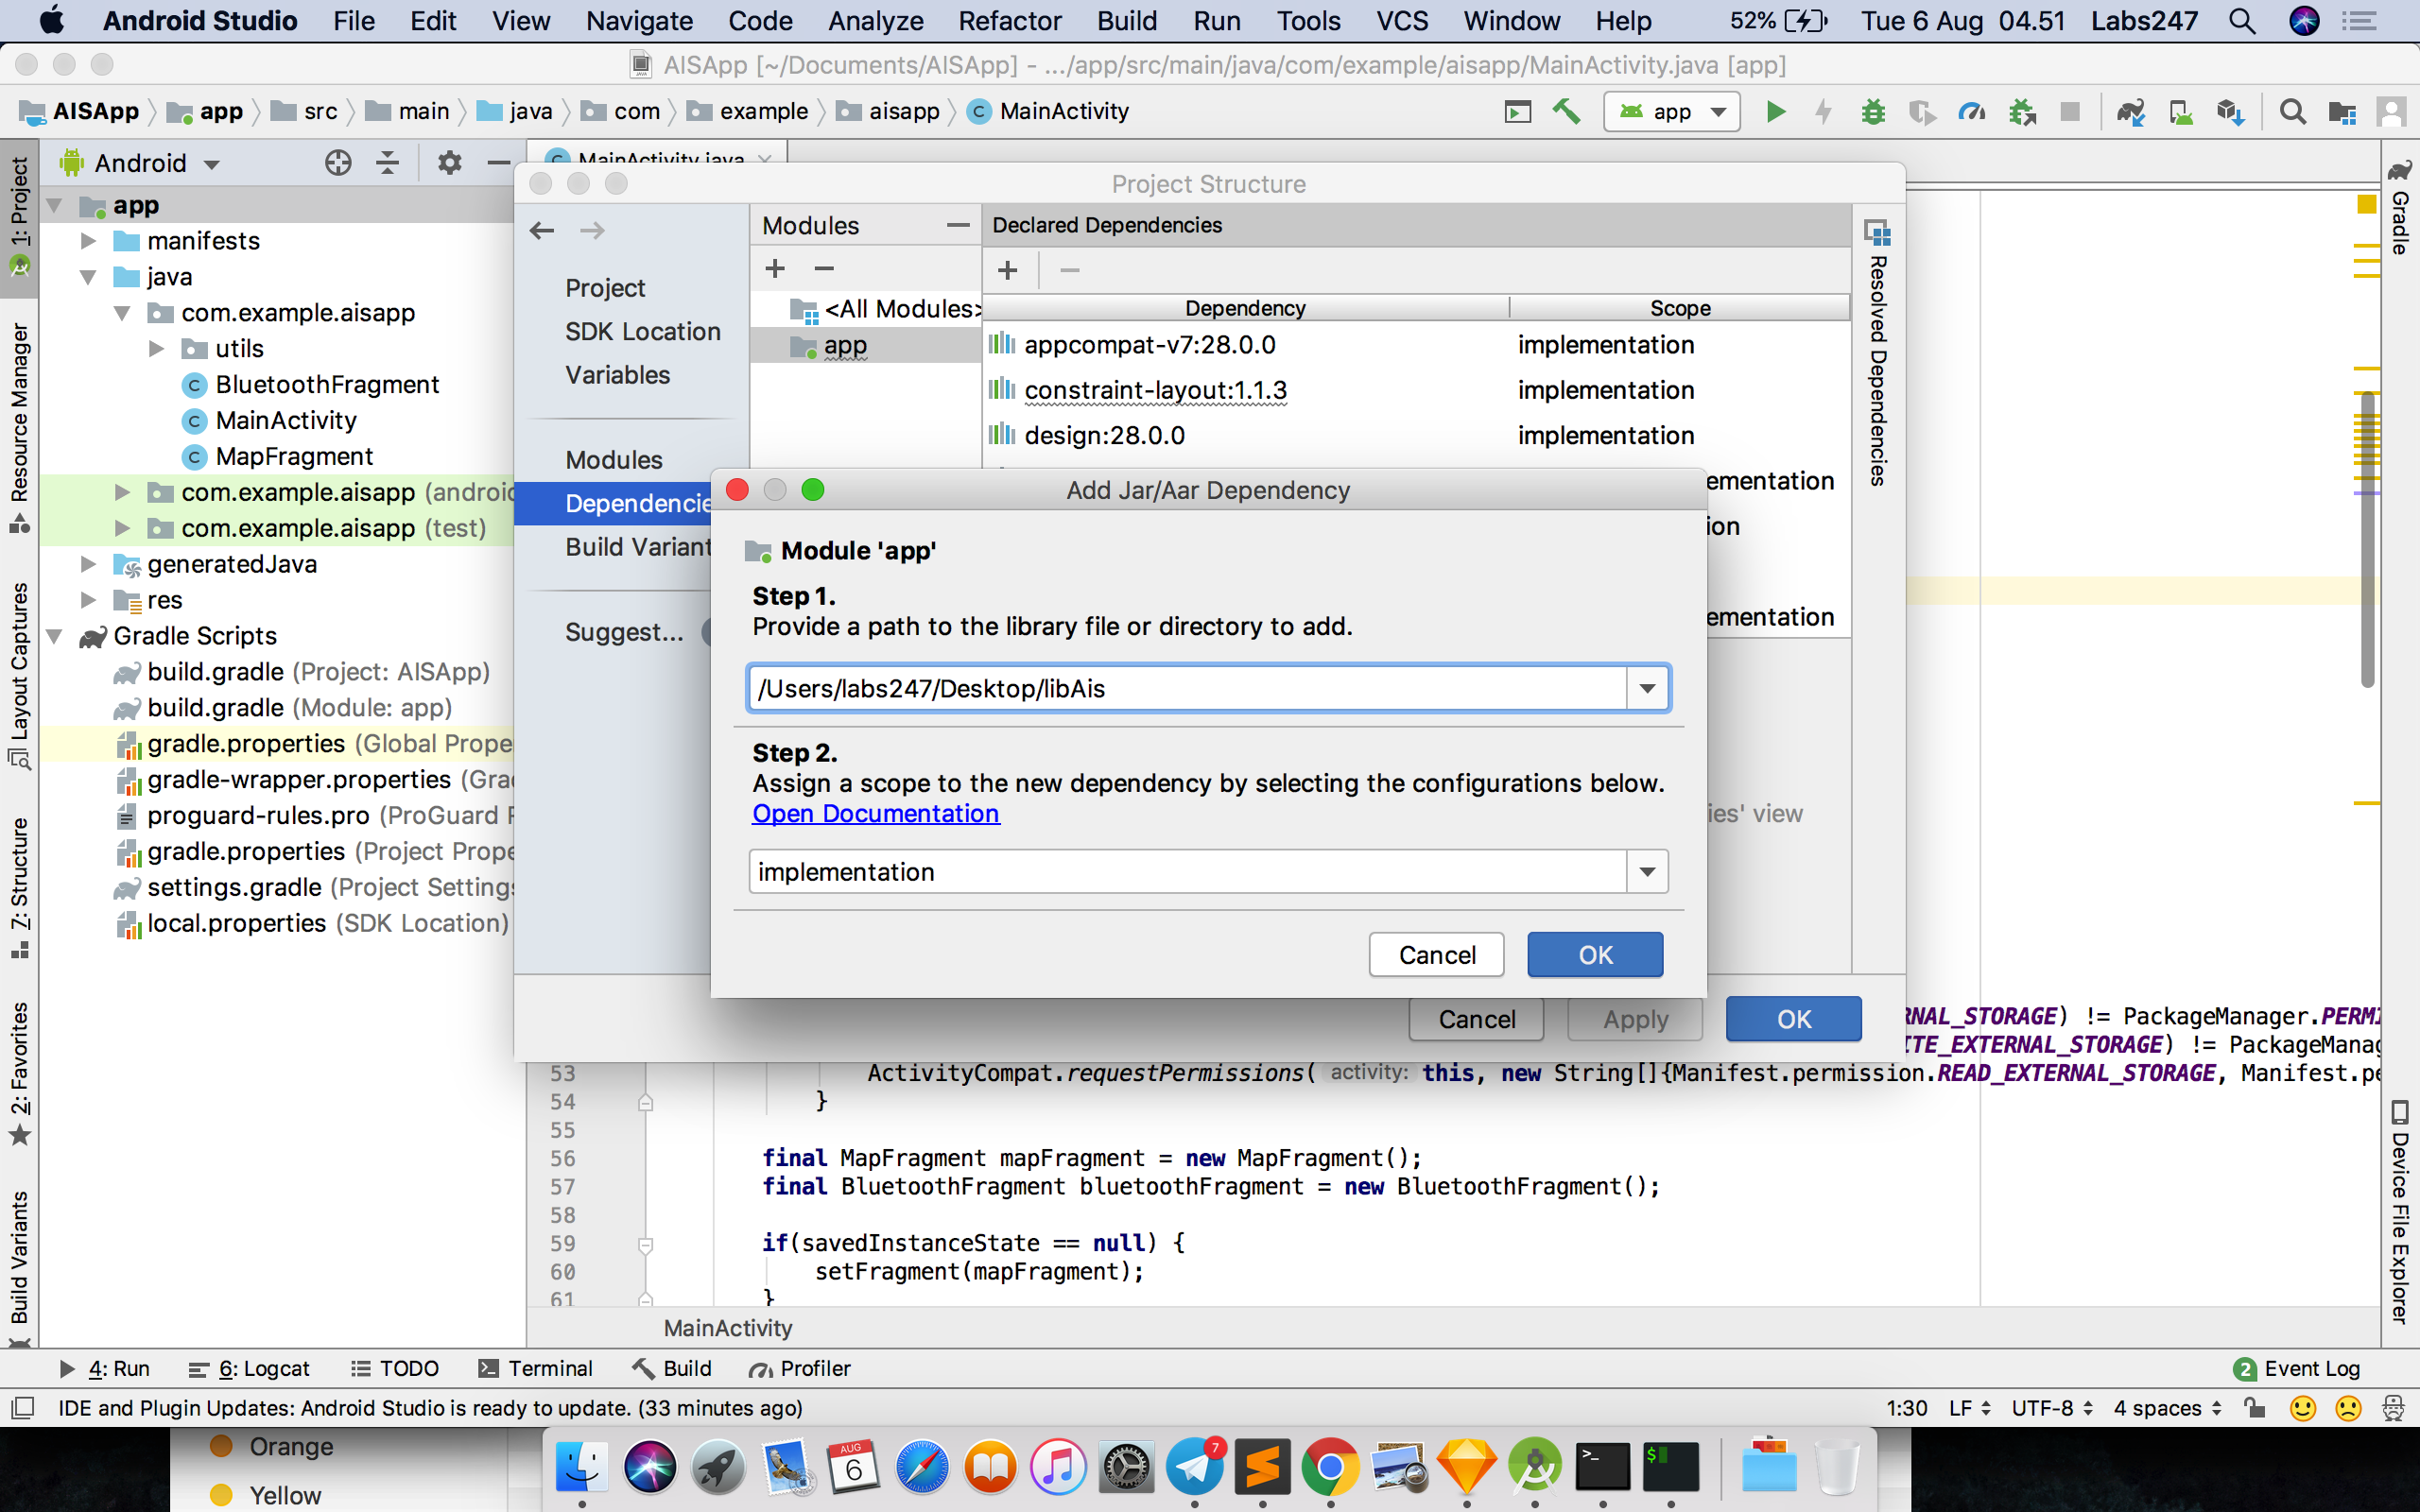 Android Studio File Edit View Navigate Code Analyze Refactor Build Run Tools VCS Window Help 52% Tue 6 Aug 04.51 Labs247
AISApp [~/Documents/AISApp] - .../app/src/main/java/com/example/aisapp/MainActivity.java [app]
AISApp app src main java com example aisapp MainActivity app
Android
MainActivity.java
app
manifests
java
com.example.aisapp
utils
BluetoothFragment
MainActivity
MapFragment
com.example.aisapp
com.example.aisapp (test)
generatedJava
res
Gradle Scripts
build.gradle (Project: AISApp)
build.gradle (Module: app)
gradle.properties (Global Prope
gradle-wrapper.properties (Gra
proguard-rules.pro (ProGuard
gradle.properties (Project Prope
settings.gradle (Project Settings
local.properties (SDK Location)
1: Project
Resource Manager
Layout Captures
7: Structure
2: Favorites
Build Variants
Project Structure
Project
SDK Location
Variables
Modules
Dependencie
Build Variant
Suggest...
Modules
<All Modules>
app
Declared Dependencies
Dependency Scope
appcompat-v7:28.0.0 implementation
constraint-layout:1.1.3 implementation
design:28.0.0 implementation
ementation
ion
ementation
ies' view
Resolved Dependencies
Add Jar/Aar Dependency
Module 'app'
Step 1.
Provide a path to the library file or directory to add.
/Users/labs247/Desktop/libAis
Step 2.
Assign a scope to the new dependency by selecting the configurations below.
Open Documentation
implementation
Cancel OK
Cancel Apply OK
Gradle
Device File Explorer
RNAL_STORAGE) != PackageManager.PERMI
ITE_EXTERNAL_STORAGE) != PackageManag
53 ActivityCompat.requestPermissions( activity: this, new String[]{Manifest.permission.READ_EXTERNAL_STORAGE, Manifest.pe
54 }
55
56 final MapFragment mapFragment = new MapFragment();
57 final BluetoothFragment bluetoothFragment = new BluetoothFragment();
58
59 if(savedInstanceState == null) {
60 setFragment(mapFragment);
61 }
MainActivity
4: Run 6: Logcat TODO Terminal Build Profiler 2 Event Log
IDE and Plugin Updates: Android Studio is ready to update. (33 minutes ago) 1:30 LF UTF-8 4 spaces
Orange
Yellow
AUG
6
7